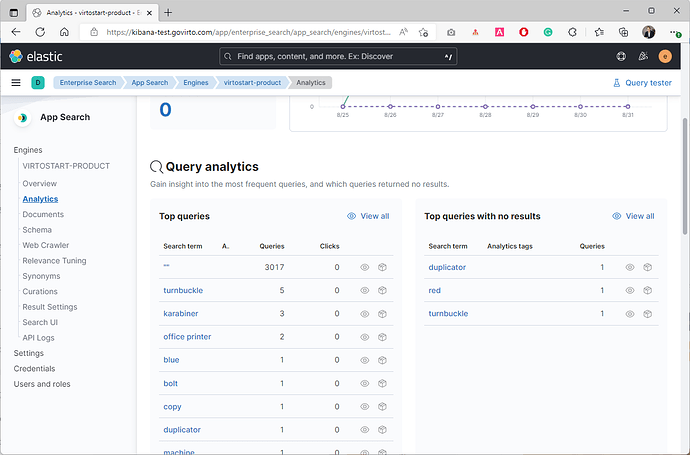 Analytics - virtostart-product - E
https://kibana-test.govirto.com/app/enterprise_search/app_search/engines/virtost...
elastic
Find apps, content, and more. Ex: Discover
^/
e
D
Enterprise Search
App Search
Engines
virtostart-product
Analytics
Query tester
App Search
Engines
VIRTOSTART-PRODUCT
Overview
Analytics
Documents
Schema
Web Crawler
Relevance Tuning
Synonyms
Curations
Result Settings
Search UI
API Logs
Settings
Credentials
Users and roles
0
0
8/25 8/26 8/27 8/28 8/29 8/30 8/31
Query analytics
Gain insight into the most frequent queries, and which queries returned no results.
Top queries
View all
Search term A. Queries Clicks
"" 3017 0
turnbuckle 5 0
karabiner 3 0
office printer 2 0
blue 1 0
bolt 1 0
copy 1 0
duplicator 1 0
machine 1 0
Top queries with no results
View all
Search term Analytics tags Queries
duplicator 1
red 1
turnbuckle 1